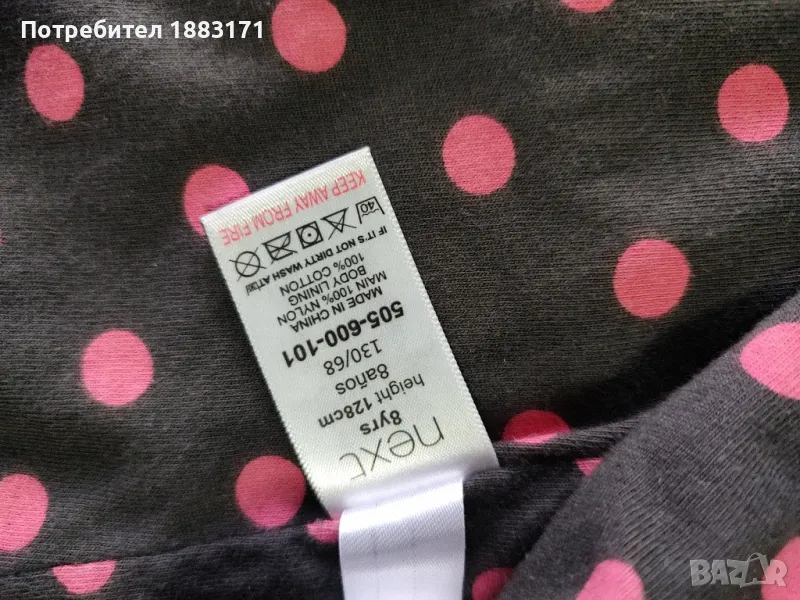 Потребител 1883171
next
8yrs
height 128cm
8años
130/68
505-600-101
MADE IN CHINA
MAIN 100% NYLON
BODY LINING
100% COTTON
IF IT'S NOT DIRTY WASH AT
40
KEEP AWAY FROM FIRE
BAZAR